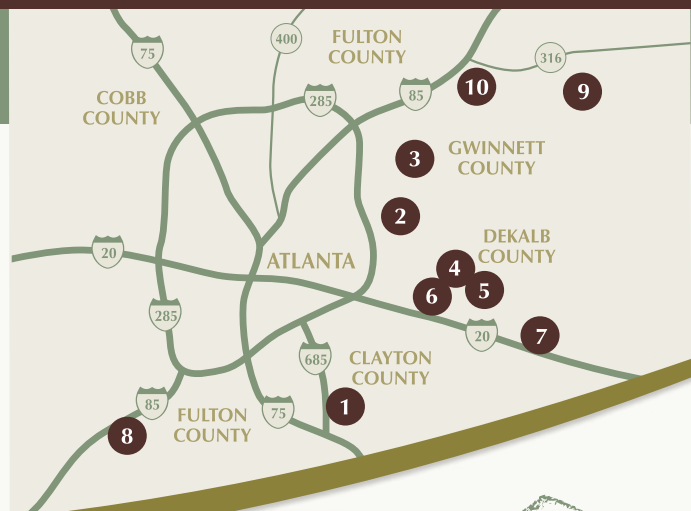 FULTON
COUNTY
400
75
316
10
9
COBB
COUNTY
285
85
3
GWINNETT
COUNTY
2
DEKALB
COUNTY
20
ATLANTA
4
6
5
285
20
7
CLAYTON
COUNTY
685
85
75
1
FULTON
COUNTY
8